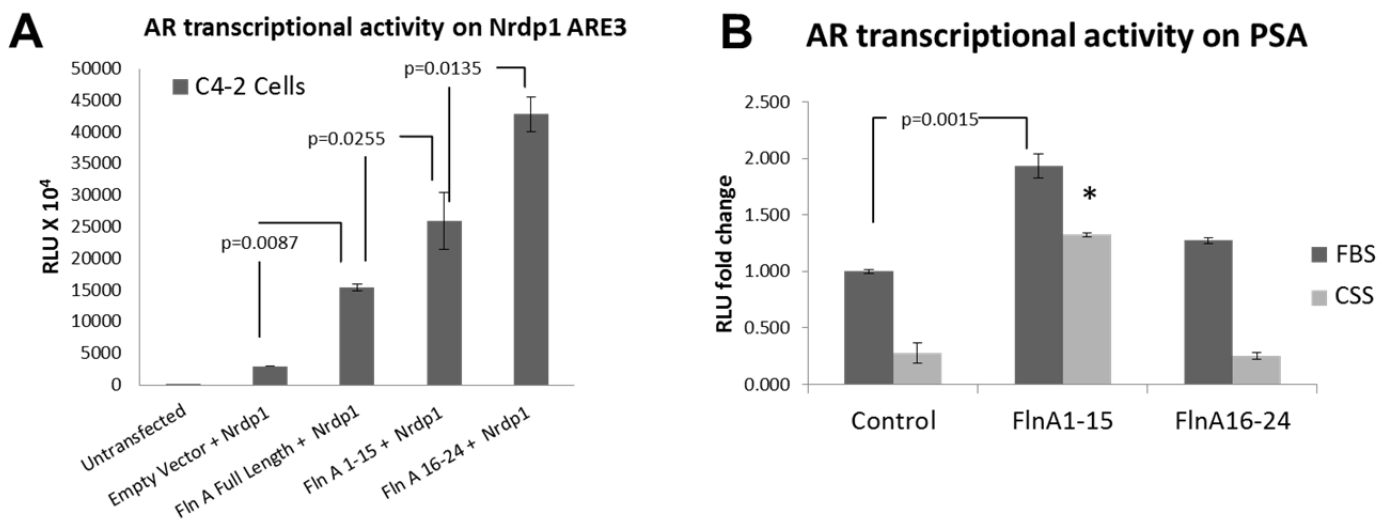 A
AR transcriptional activity on Nrdp1 ARE3
RLU X 10⁴
50000
45000
40000
35000
30000
25000
20000
15000
10000
5000
0
C4-2 Cells
p=0.0135
p=0.0255
p=0.0087
Untransfected
Empty Vector + Nrdp1
Fln A Full Length + Nrdp1
Fln A 1-15 + Nrdp1
Fln A 16-24 + Nrdp1
B
AR transcriptional activity on PSA
RLU fold change
2.500
2.000
1.500
1.000
0.500
0.000
p=0.0015
*
FBS
CSS
Control
FlnA1-15
FlnA16-24